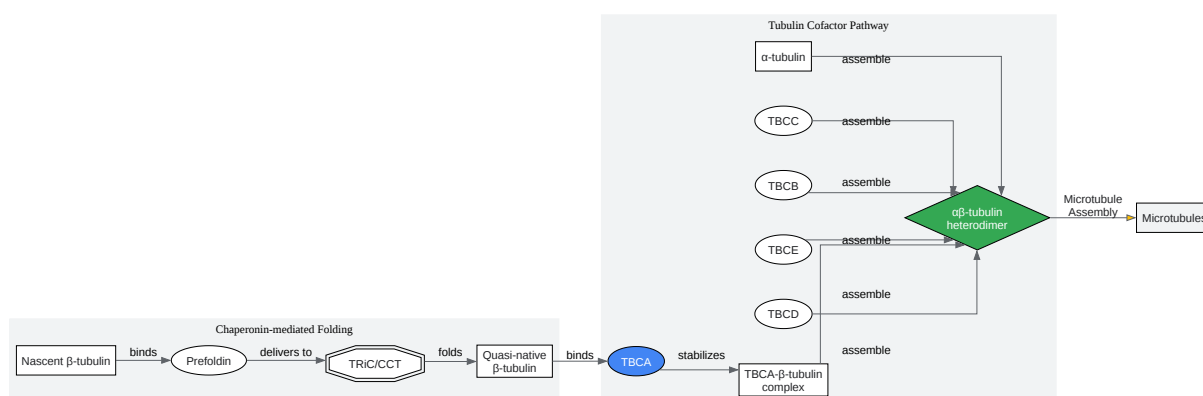 Tubulin Cofactor Pathway
α-tubulin
assemble
TBCC
assemble
TBCB
assemble
αβ-tubulin
heterodimer
Microtubule
Assembly
Microtubules
TBCE
assemble
TBCD
assemble
assemble
Chaperonin-mediated Folding
Nascent β-tubulin
binds
Prefoldin
delivers to
TRiC/CCT
folds
Quasi-native
β-tubulin
binds
TBCA
stabilizes
TBCA-β-tubulin
complex